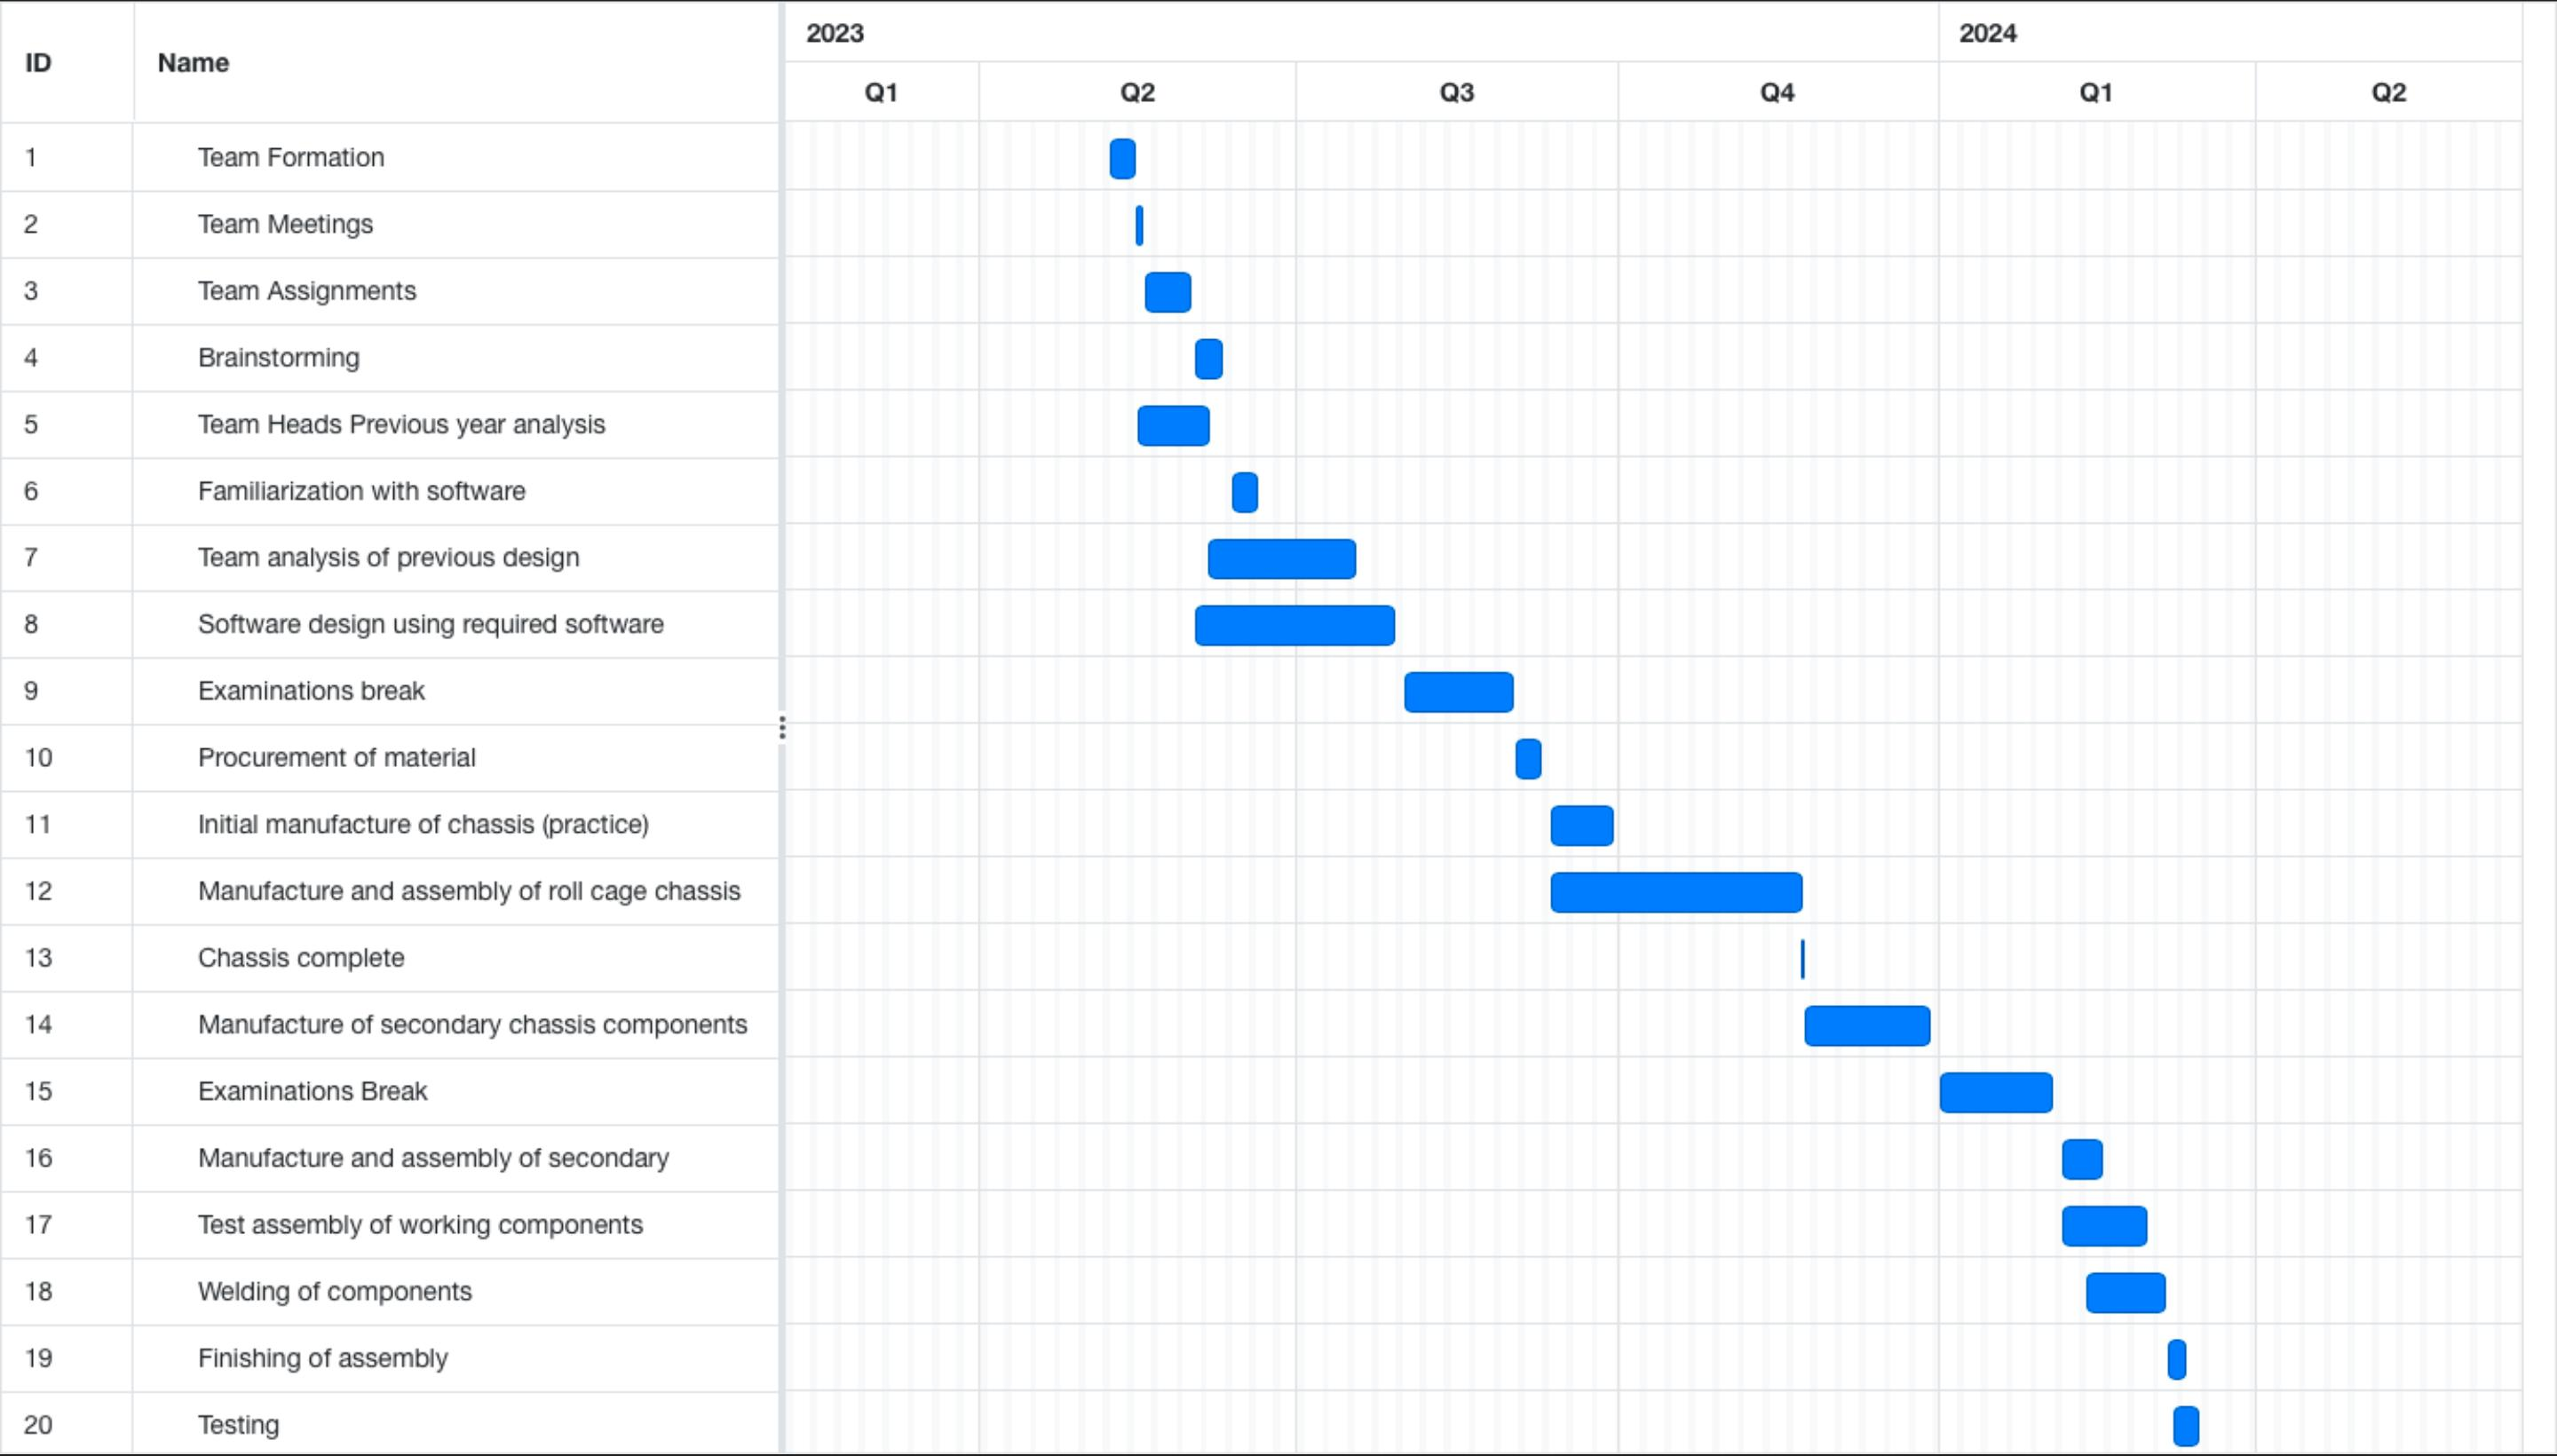 ID Name 2023 2024
Q1 Q2 Q3 Q4 Q1 Q2
1 Team Formation
2 Team Meetings
3 Team Assignments
4 Brainstorming
5 Team Heads Previous year analysis
6 Familiarization with software
7 Team analysis of previous design
8 Software design using required software
9 Examinations break
10 Procurement of material
11 Initial manufacture of chassis (practice)
12 Manufacture and assembly of roll cage chassis
13 Chassis complete
14 Manufacture of secondary chassis components
15 Examinations Break
16 Manufacture and assembly of secondary
17 Test assembly of working components
18 Welding of components
19 Finishing of assembly
20 Testing